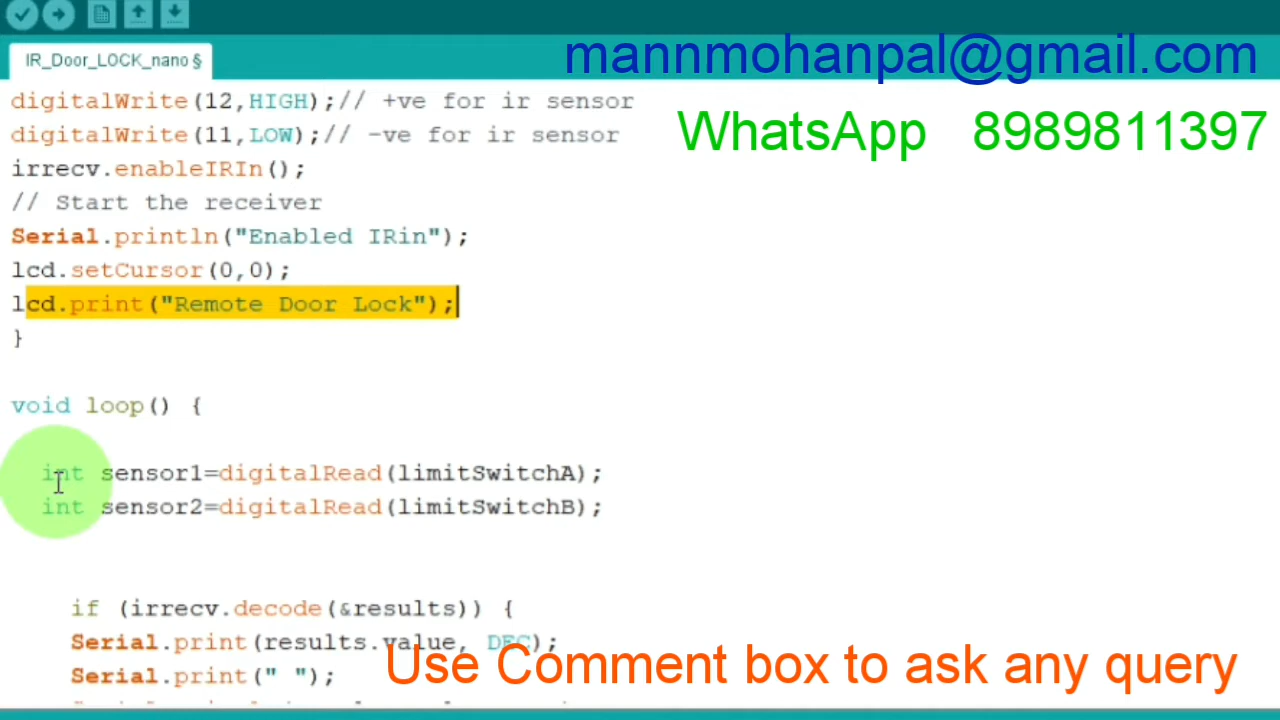 IR_Door_LOCK_nano §
mannmohanpal@gmail.com
WhatsApp 8989811397
digitalWrite(12,HIGH);// +ve for ir sensor
digitalWrite(11,LOW);// -ve for ir sensor
irrecv.enableIRIn();
// Start the receiver
Serial.println("Enabled IRin");
lcd.setCursor(0,0);
lcd.print("Remote Door Lock");
}
void loop() {
int sensor1=digitalRead(limitSwitchA);
int sensor2=digitalRead(limitSwitchB);
if (irrecv.decode(&results)) {
Serial.print(results.value, DEC);
Serial.print(" ");
Use Comment box to ask any query